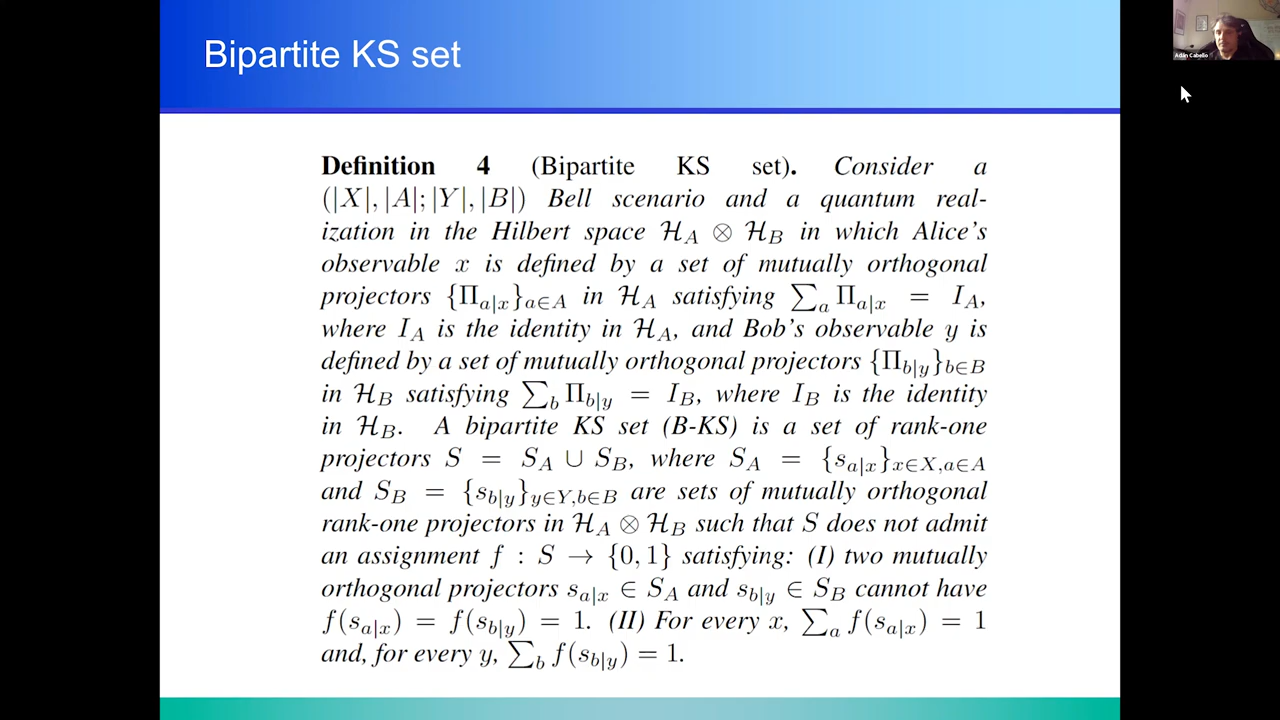 Bipartite KS set
Adán Cabello
Definition 4 (Bipartite KS set). Consider a
(|X|, |A|; |Y|, |B|) Bell scenario and a quantum real-
ization in the Hilbert space ℋ_A ⊗ ℋ_B in which Alice's
observable x is defined by a set of mutually orthogonal
projectors {Π_{a|x}}_{a∈A} in ℋ_A satisfying ∑_a Π_{a|x} = I_A,
where I_A is the identity in ℋ_A, and Bob's observable y is
defined by a set of mutually orthogonal projectors {Π_{b|y}}_{b∈B}
in ℋ_B satisfying ∑_b Π_{b|y} = I_B, where I_B is the identity
in ℋ_B. A bipartite KS set (B-KS) is a set of rank-one
projectors S = S_A ∪ S_B, where S_A = {s_{a|x}}_{x∈X,a∈A}
and S_B = {s_{b|y}}_{y∈Y,b∈B} are sets of mutually orthogonal
rank-one projectors in ℋ_A ⊗ ℋ_B such that S does not admit
an assignment f : S → {0, 1} satisfying: (I) two mutually
orthogonal projectors s_{a|x} ∈ S_A and s_{b|y} ∈ S_B cannot have
f(s_{a|x}) = f(s_{b|y}) = 1. (II) For every x, ∑_a f(s_{a|x}) = 1
and, for every y, ∑_b f(s_{b|y}) = 1.